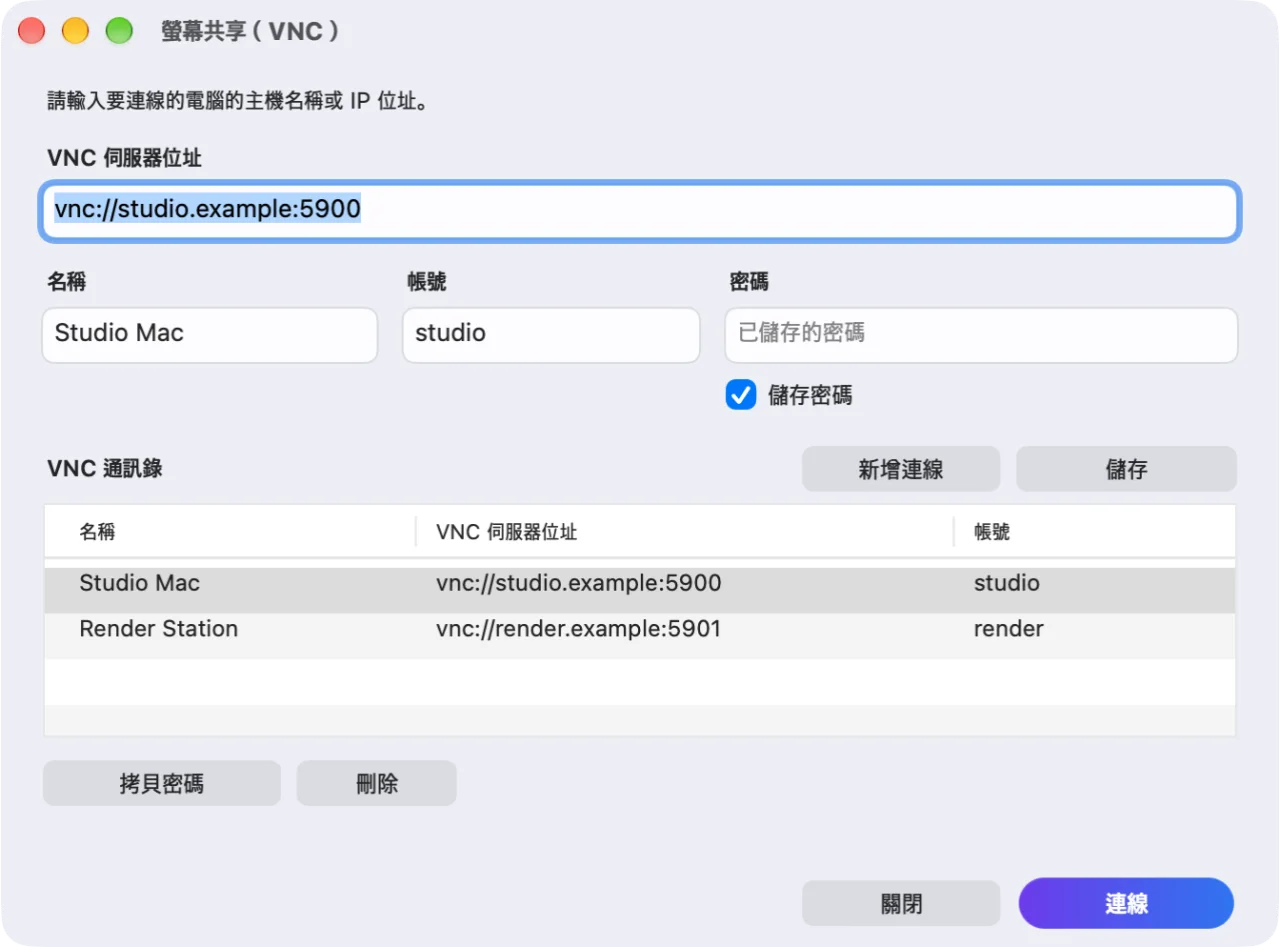 螢幕共享（VNC）
請輸入要連線的電腦的主機名稱或 IP 位址。
VNC 伺服器位址
vnc://studio.example:5900
名稱 帳號 密碼
Studio Mac studio 已儲存的密碼
儲存密碼
VNC 通訊錄 新增連線 儲存
名稱 VNC 伺服器位址 帳號
Studio Mac vnc://studio.example:5900 studio
Render Station vnc://render.example:5901 render
拷貝密碼 刪除
關閉 連線